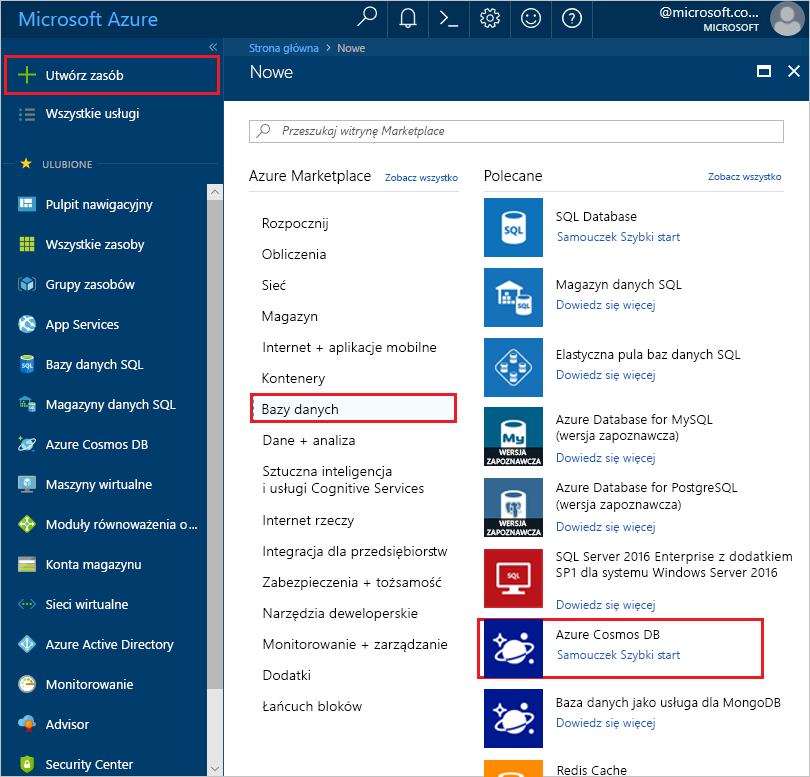 Microsoft Azure
@microsoft.co...
MICROSOFT
Utwórz zasób
Wszystkie usługi
ULUBIONE
Pulpit nawigacyjny
Wszystkie zasoby
Grupy zasobów
App Services
Bazy danych SQL
Magazyny danych SQL
Azure Cosmos DB
Maszyny wirtualne
Moduły równoważenia o...
Konta magazynu
Sieci wirtualne
Azure Active Directory
Monitorowanie
Advisor
Security Center
Strona główna > Nowe
Nowe
Przeszukaj witrynę Marketplace
Azure Marketplace Zobacz wszystko
Rozpocznij
Obliczenia
Sieć
Magazyn
Internet + aplikacje mobilne
Kontenery
Bazy danych
Dane + analiza
Sztuczna inteligencja
i usługi Cognitive Services
Internet rzeczy
Integracja dla przedsiębiorstw
Zabezpieczenia + tożsamość
Narzędzia deweloperskie
Monitorowanie + zarządzanie
Dodatki
Łańcuch bloków
Polecane Zobacz wszystko
SQL
SQL Database
Samouczek Szybki start
SQL
Magazyn danych SQL
Dowiedz się więcej
Elastyczna pula baz danych SQL
Dowiedz się więcej
My
WERSJA
ZAPOZNAWCZA
Azure Database for MySQL
(wersja zapoznawcza)
Dowiedz się więcej
WERSJA
ZAPOZNAWCZA
Azure Database for PostgreSQL
(wersja zapoznawcza)
Dowiedz się więcej
SQL
SQL Server 2016 Enterprise z dodatkiem
SP1 dla systemu Windows Server 2016
Dowiedz się więcej
Azure Cosmos DB
Samouczek Szybki start
Baza danych jako usługa dla MongoDB
Dowiedz się więcej
Redis Cache